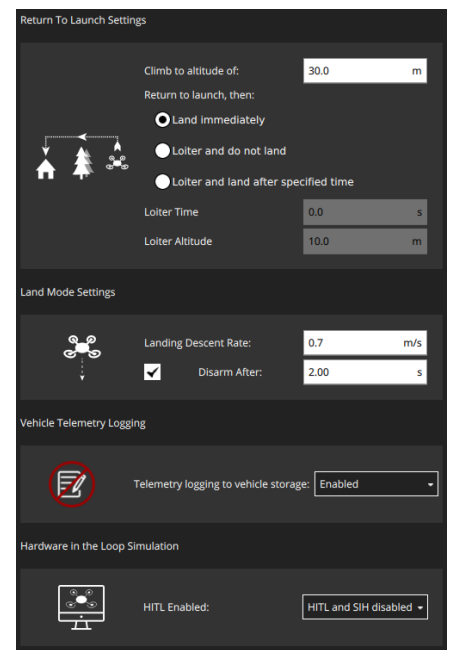 Return To Launch Settings
Climb to altitude of: 30.0 m
Return to launch, then:
Land immediately
Loiter and do not land
Loiter and land after specified time
Loiter Time 0.0 s
Loiter Altitude 10.0 m
Land Mode Settings
Landing Descent Rate: 0.7 m/s
Disarm After: 2.00 s
Vehicle Telemetry Logging
Telemetry logging to vehicle storage: Enabled
Hardware in the Loop Simulation
HITL Enabled: HITL and SIH disabled